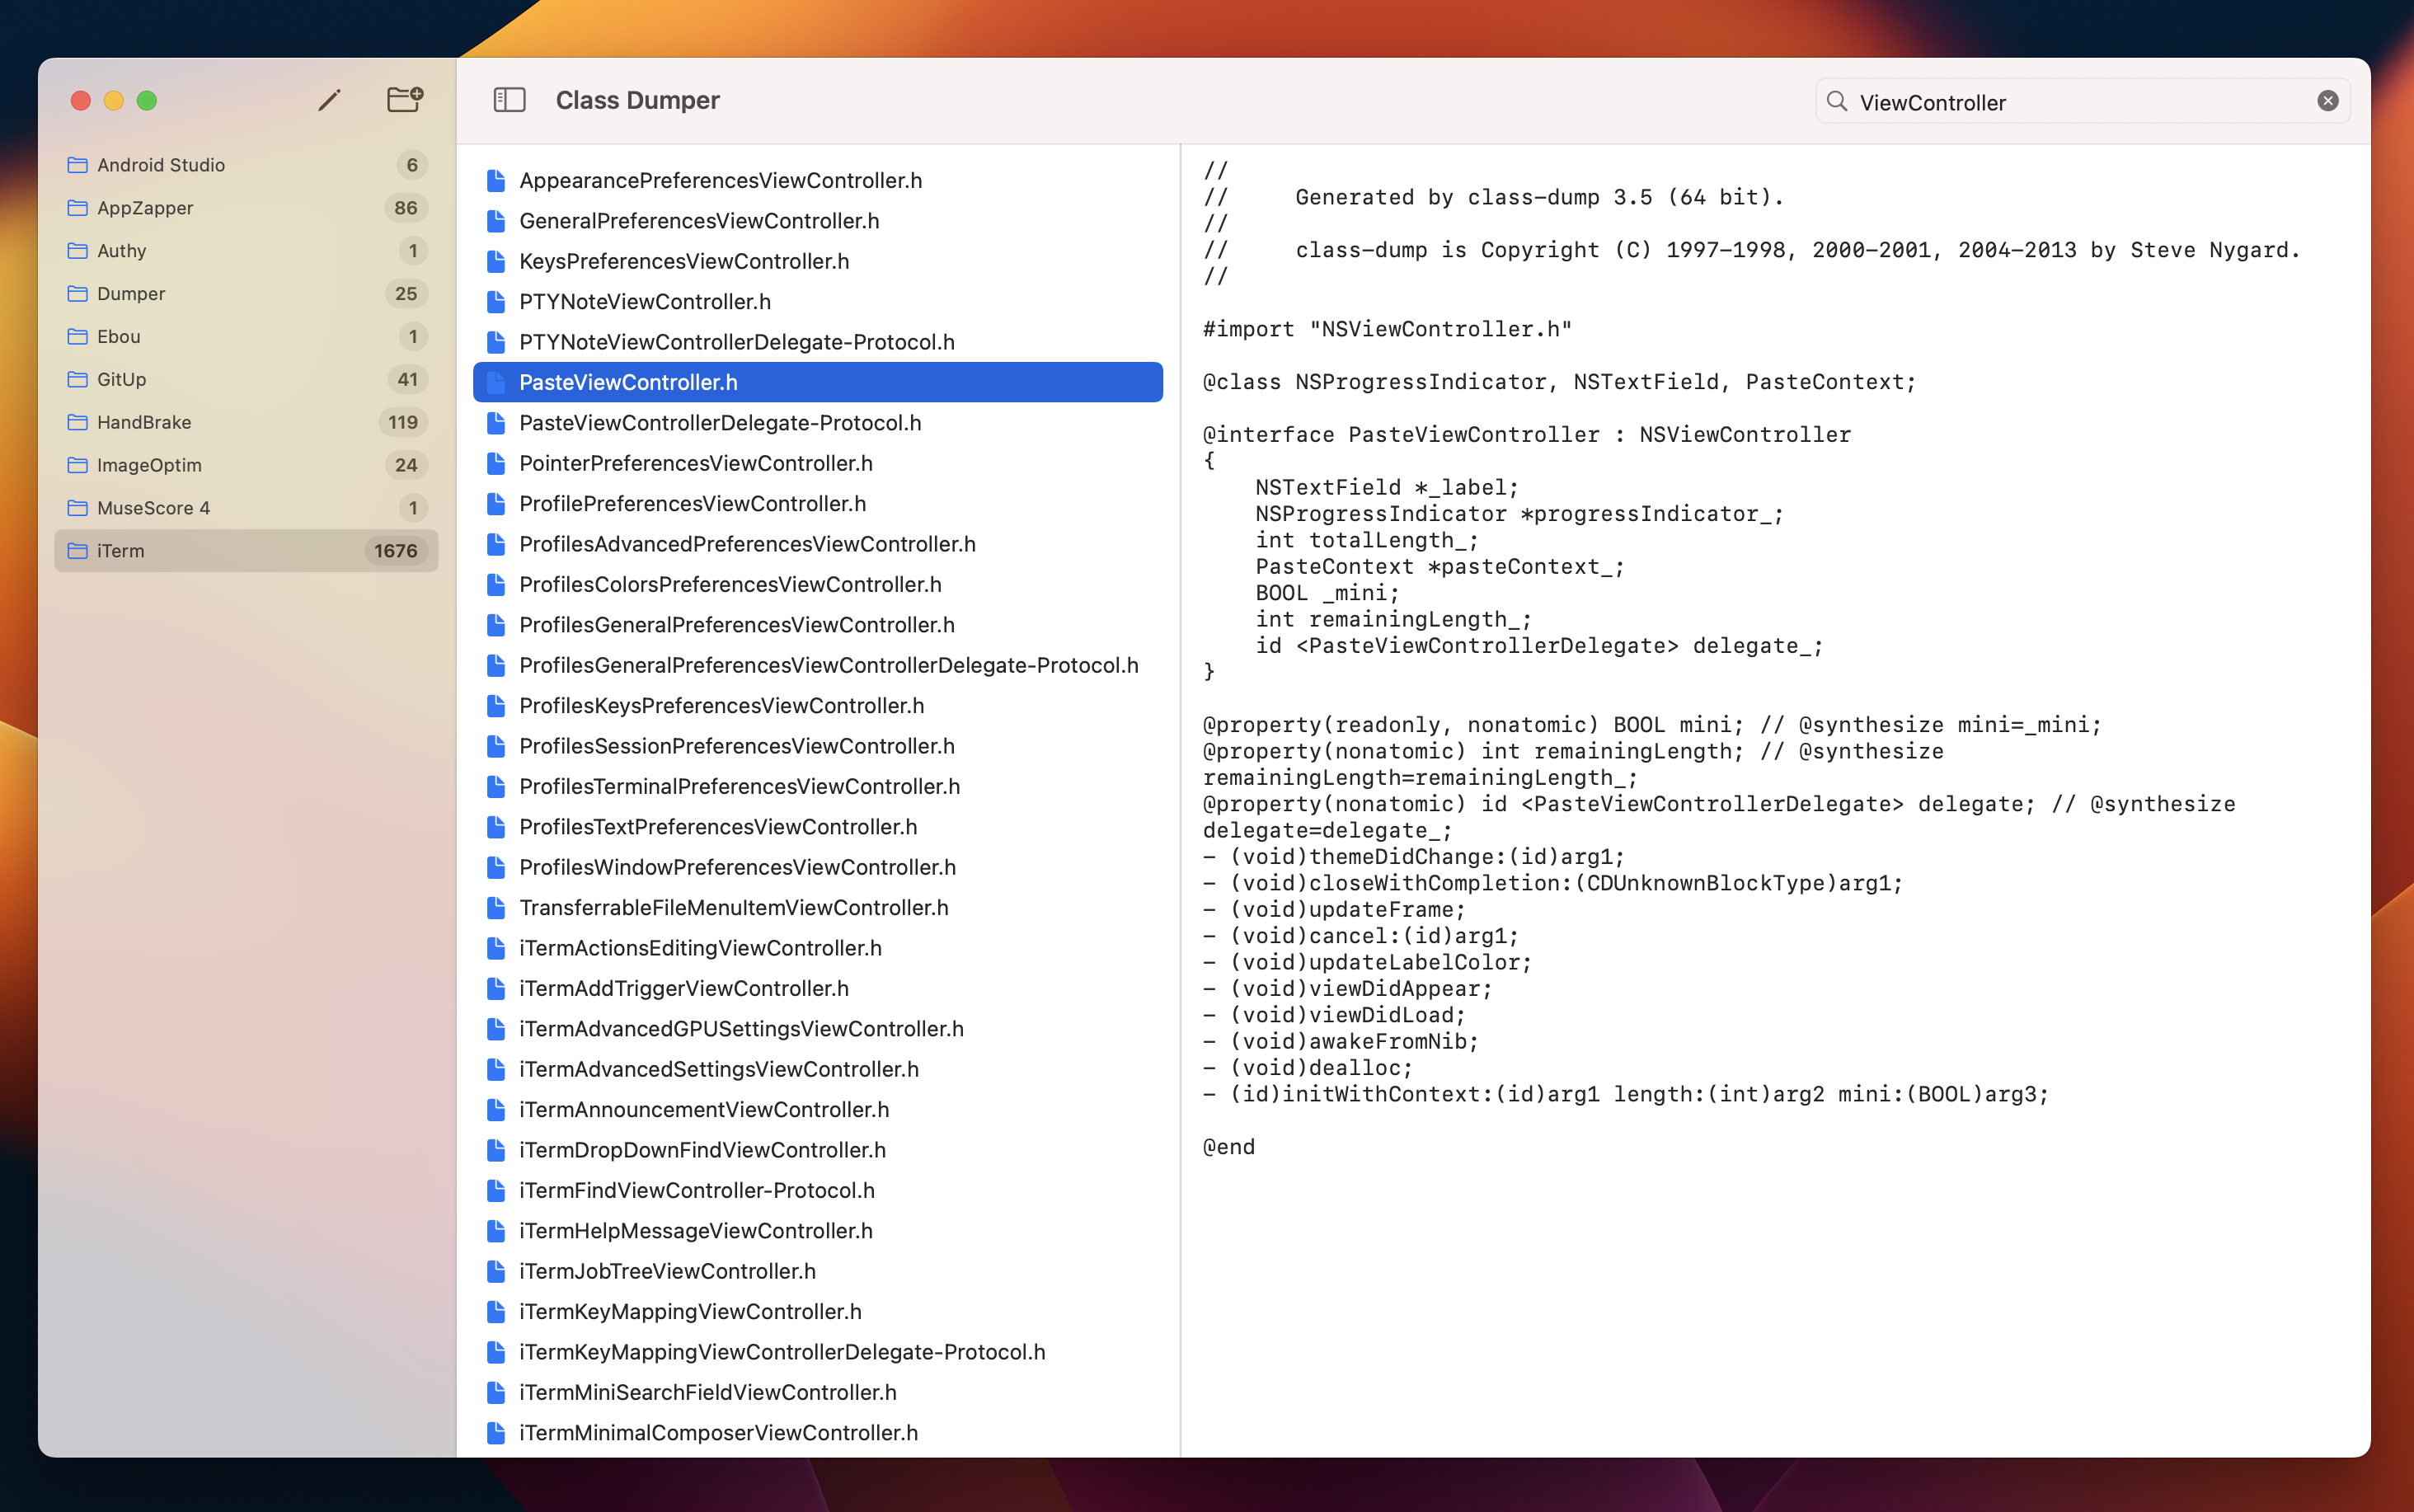 Class Dumper
ViewController
Android Studio 6
AppZapper 86
Authy 1
Dumper 25
Ebou 1
GitUp 41
HandBrake 119
ImageOptim 24
MuseScore 4 1
iTerm 1676
AppearancePreferencesViewController.h
GeneralPreferencesViewController.h
KeysPreferencesViewController.h
PTYNoteViewController.h
PTYNoteViewControllerDelegate-Protocol.h
PasteViewController.h
PasteViewControllerDelegate-Protocol.h
PointerPreferencesViewController.h
ProfilePreferencesViewController.h
ProfilesAdvancedPreferencesViewController.h
ProfilesColorsPreferencesViewController.h
ProfilesGeneralPreferencesViewController.h
ProfilesGeneralPreferencesViewControllerDelegate-Protocol.h
ProfilesKeysPreferencesViewController.h
ProfilesSessionPreferencesViewController.h
ProfilesTerminalPreferencesViewController.h
ProfilesTextPreferencesViewController.h
ProfilesWindowPreferencesViewController.h
TransferrableFileMenuItemViewController.h
iTermActionsEditingViewController.h
iTermAddTriggerViewController.h
iTermAdvancedGPUSettingsViewController.h
iTermAdvancedSettingsViewController.h
iTermAnnouncementViewController.h
iTermDropDownFindViewController.h
iTermFindViewController-Protocol.h
iTermHelpMessageViewController.h
iTermJobTreeViewController.h
iTermKeyMappingViewController.h
iTermKeyMappingViewControllerDelegate-Protocol.h
iTermMiniSearchFieldViewController.h
iTermMinimalComposerViewController.h
//
//     Generated by class-dump 3.5 (64 bit).
//
//     class-dump is Copyright (C) 1997-1998, 2000-2001, 2004-2013 by Steve Nygard.
//
#import "NSViewController.h"
@class NSProgressIndicator, NSTextField, PasteContext;
@interface PasteViewController : NSViewController
{
    NSTextField *_label;
    NSProgressIndicator *progressIndicator_;
    int totalLength_;
    PasteContext *pasteContext_;
    BOOL _mini;
    int remainingLength_;
    id <PasteViewControllerDelegate> delegate_;
}
@property(readonly, nonatomic) BOOL mini; // @synthesize mini=_mini;
@property(nonatomic) int remainingLength; // @synthesize
remainingLength=remainingLength_;
@property(nonatomic) id <PasteViewControllerDelegate> delegate; // @synthesize
delegate=delegate_;
- (void)themeDidChange:(id)arg1;
- (void)closeWithCompletion:(CDUnknownBlockType)arg1;
- (void)updateFrame;
- (void)cancel:(id)arg1;
- (void)updateLabelColor;
- (void)viewDidAppear;
- (void)viewDidLoad;
- (void)awakeFromNib;
- (void)dealloc;
- (id)initWithContext:(id)arg1 length:(int)arg2 mini:(BOOL)arg3;
@end